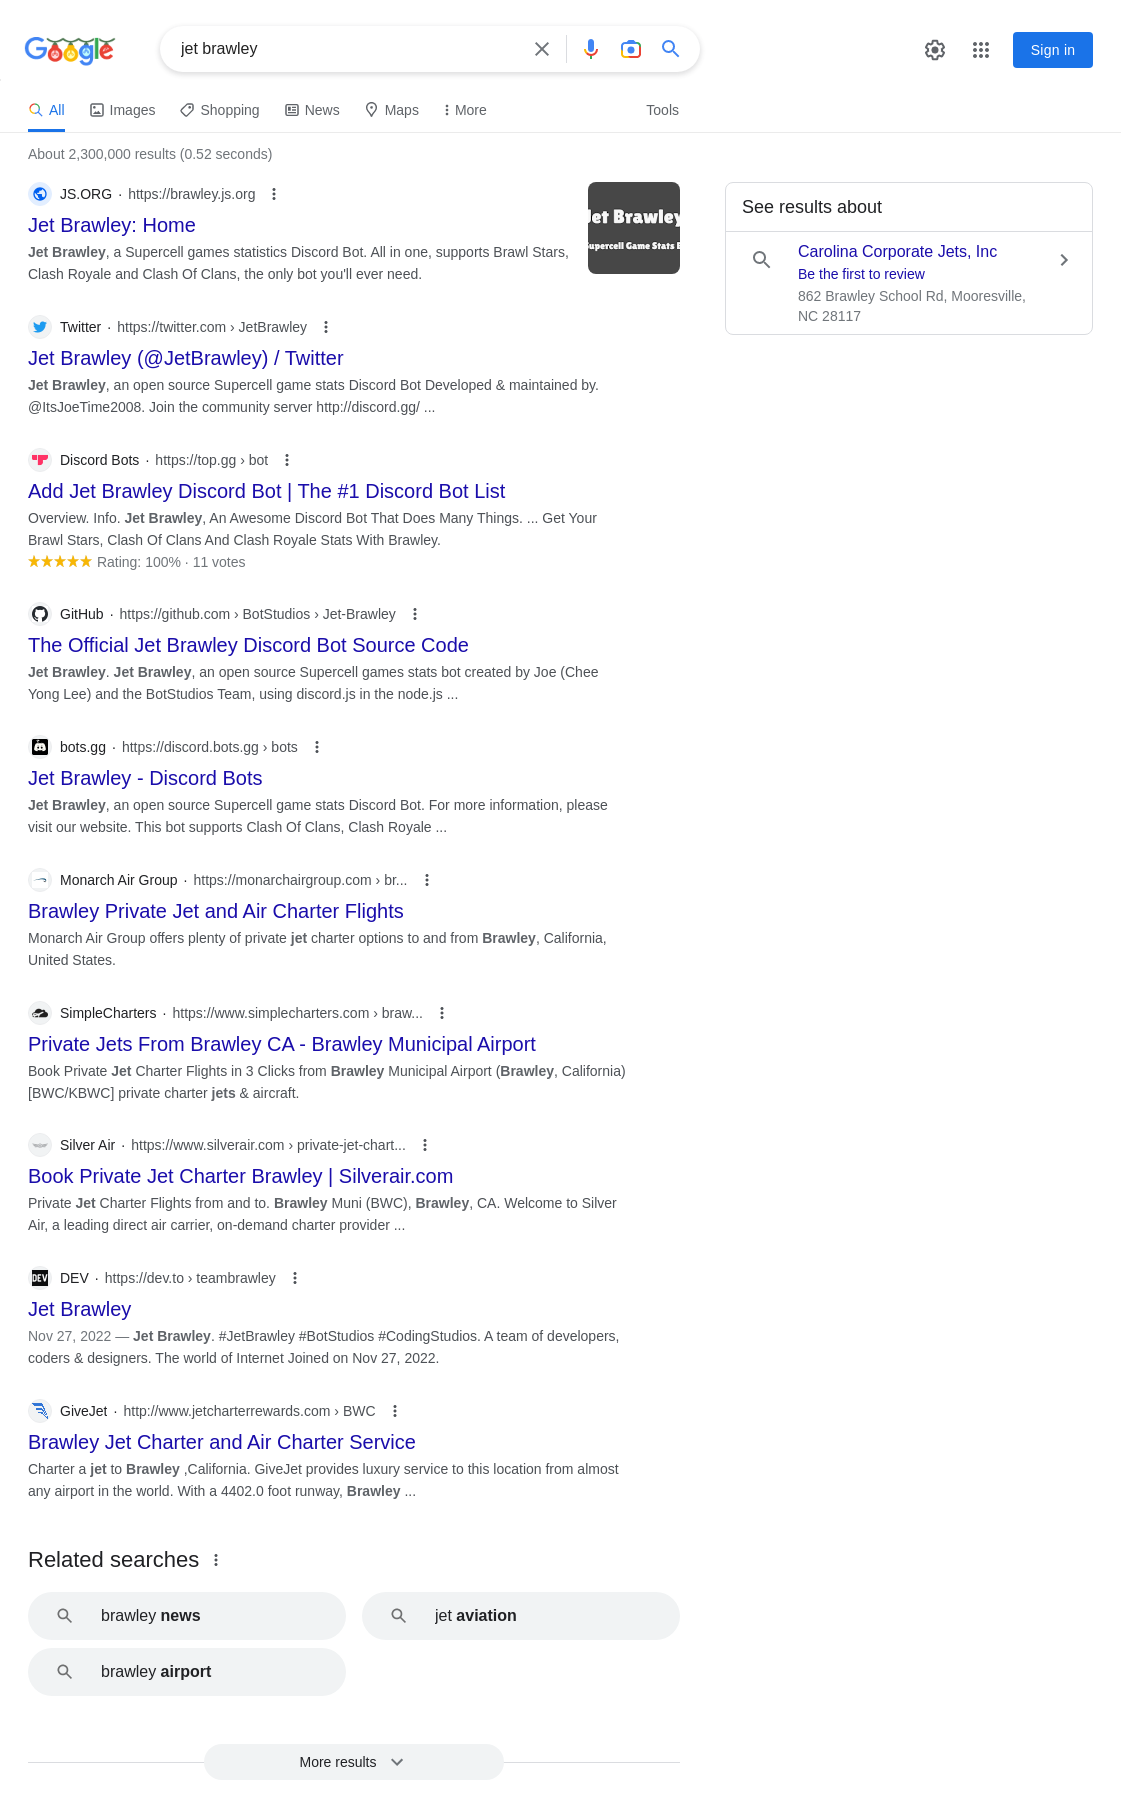 Google
jet brawley
Sign in
All
Images
Shopping
News
Maps
More
Tools
About 2,300,000 results (0.52 seconds)
JS.ORG · https://brawley.js.org
Jet Brawley: Home
Jet Brawley, a Supercell games statistics Discord Bot. All in one, supports Brawl Stars,
Clash Royale and Clash Of Clans, the only bot you'll ever need.
Jet Brawley
Supercell Game Stats
See results about
Carolina Corporate Jets, Inc
Be the first to review
862 Brawley School Rd, Mooresville,
NC 28117
Twitter · https://twitter.com › JetBrawley
Jet Brawley (@JetBrawley) / Twitter
Jet Brawley, an open source Supercell game stats Discord Bot Developed & maintained by.
@ItsJoeTime2008. Join the community server http://discord.gg/ ...
Discord Bots · https://top.gg › bot
Add Jet Brawley Discord Bot | The #1 Discord Bot List
Overview. Info. Jet Brawley, An Awesome Discord Bot That Does Many Things. ... Get Your
Brawl Stars, Clash Of Clans And Clash Royale Stats With Brawley.
Rating: 100% · 11 votes
GitHub · https://github.com › BotStudios › Jet-Brawley
The Official Jet Brawley Discord Bot Source Code
Jet Brawley. Jet Brawley, an open source Supercell games stats bot created by Joe (Chee
Yong Lee) and the BotStudios Team, using discord.js in the node.js ...
bots.gg · https://discord.bots.gg › bots
Jet Brawley - Discord Bots
Jet Brawley, an open source Supercell game stats Discord Bot. For more information, please
visit our website. This bot supports Clash Of Clans, Clash Royale ...
Monarch Air Group · https://monarchairgroup.com › br...
Brawley Private Jet and Air Charter Flights
Monarch Air Group offers plenty of private jet charter options to and from Brawley, California,
United States.
SimpleCharters · https://www.simplecharters.com › braw...
Private Jets From Brawley CA - Brawley Municipal Airport
Book Private Jet Charter Flights in 3 Clicks from Brawley Municipal Airport (Brawley, California)
[BWC/KBWC] private charter jets & aircraft.
Silver Air · https://www.silverair.com › private-jet-chart...
Book Private Jet Charter Brawley | Silverair.com
Private Jet Charter Flights from and to. Brawley Muni (BWC), Brawley, CA. Welcome to Silver
Air, a leading direct air carrier, on-demand charter provider ...
DEV
DEV · https://dev.to › teambrawley
Jet Brawley
Nov 27, 2022 — Jet Brawley. #JetBrawley #BotStudios #CodingStudios. A team of developers,
coders & designers. The world of Internet Joined on Nov 27, 2022.
GiveJet · http://www.jetcharterrewards.com › BWC
Brawley Jet Charter and Air Charter Service
Charter a jet to Brawley ,California. GiveJet provides luxury service to this location from almost
any airport in the world. With a 4402.0 foot runway, Brawley ...
Related searches
brawley news
jet aviation
brawley airport
More results